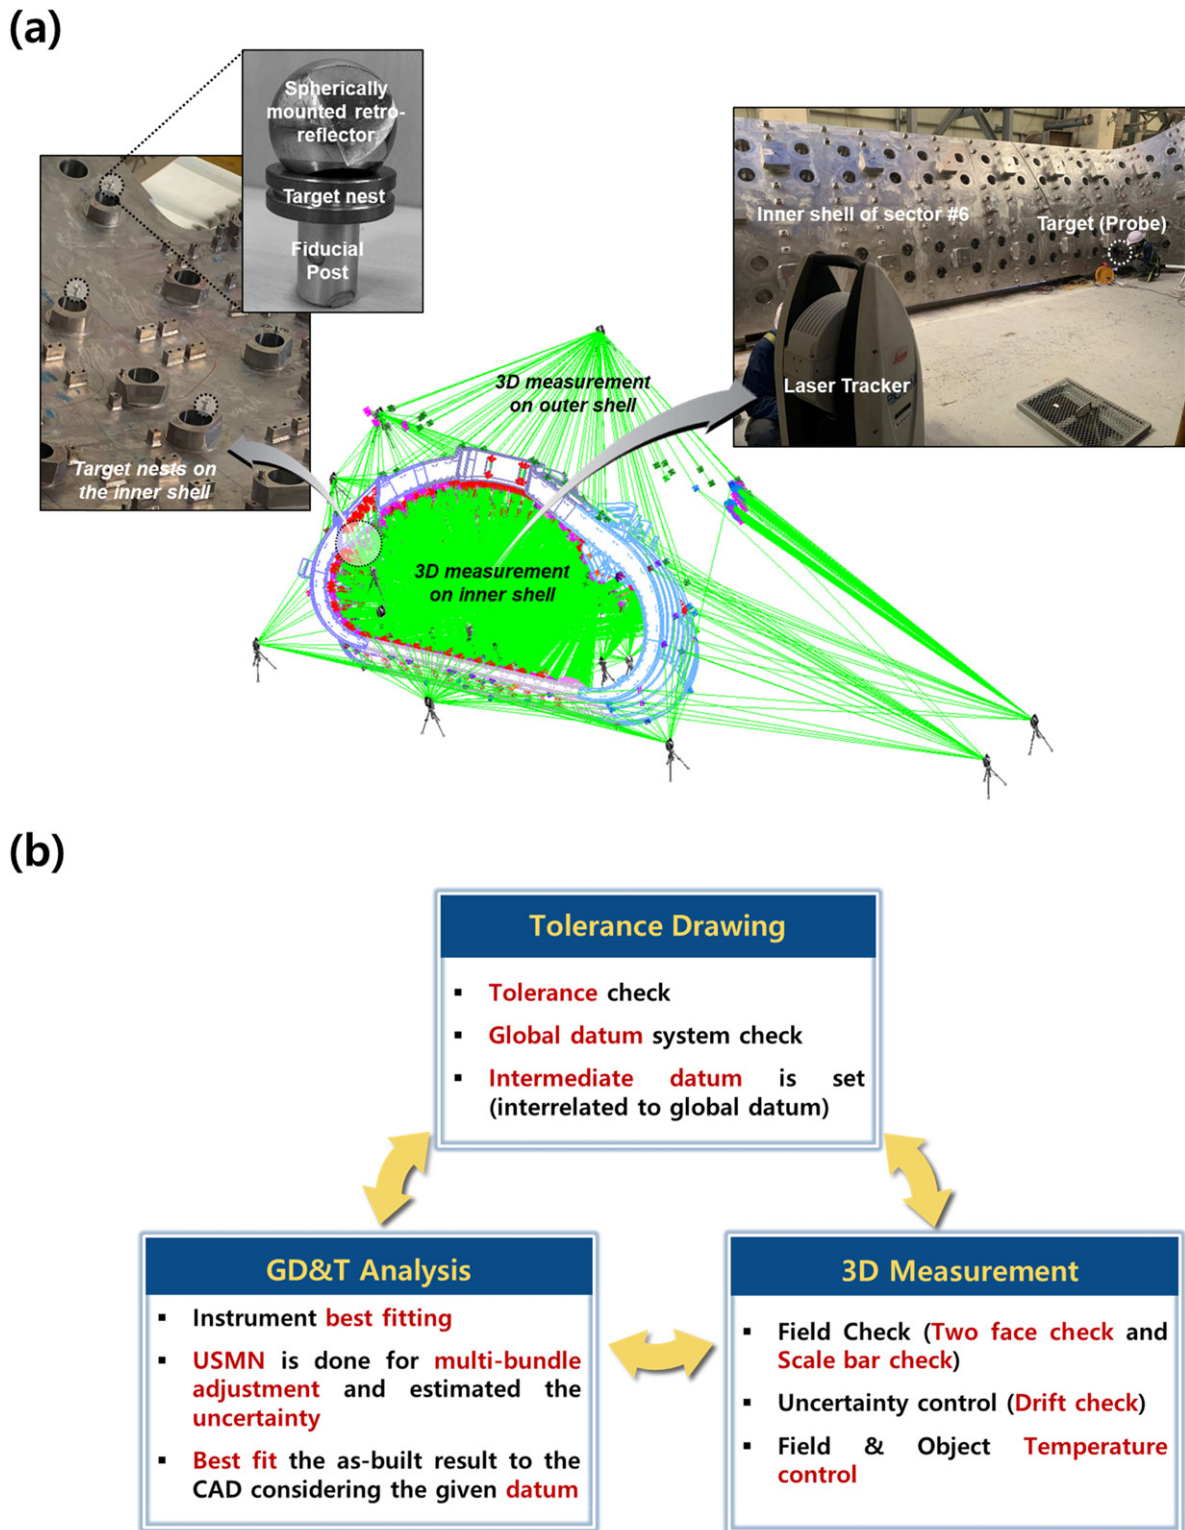 (a)
Spherically
mounted retro-
reflector
Target nest
Fiducial
Post
Inner shell of sector #6
Target (Probe)
Laser Tracker
3D measurement
on outer shell
Target nests on
the inner shell
3D measurement
on inner shell
(b)
Tolerance Drawing
▪ Tolerance check
▪ Global datum system check
▪ Intermediate datum is set
(interrelated to global datum)
GD&T Analysis
▪ Instrument best fitting
▪ USMN is done for multi-bundle
adjustment and estimated the
uncertainty
▪ Best fit the as-built result to the
CAD considering the given datum
3D Measurement
▪ Field Check (Two face check and
Scale bar check)
▪ Uncertainty control (Drift check)
▪ Field & Object Temperature
control